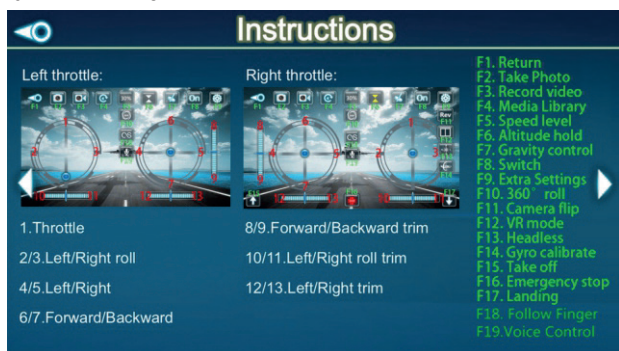 Instructions
Left throttle:
Right throttle:
1.Throttle
2/3.Left/Right roll
4/5.Left/Right
6/7.Forward/Backward
8/9.Forward/Backward trim
10/11.Left/Right roll trim
12/13.Left/Right trim
F1. Return
F2. Take Photo
F3. Record video
F4. Media Library
F5. Speed level
F6. Altitude hold
F7. Gravity control
F8. Switch
F9. Extra Settings
F10. 360° roll
F11. Camera flip
F12. VR mode
F13. Headless
F14. Gyro calibrate
F15. Take off
F16. Emergency stop
F17. Landing
F18. Follow Finger
F19.Voice Control